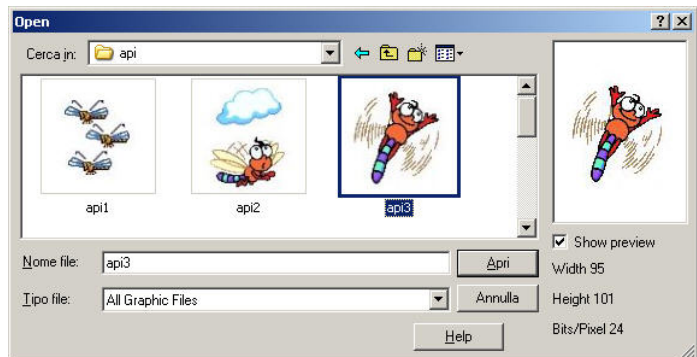 Open
Cerca in: api
api1 api2 api3
Show preview
Nome file: api3 Apri
Width 95
Tipo file: All Graphic Files Annulla
Height 101
Help
Bits/Pixel 24